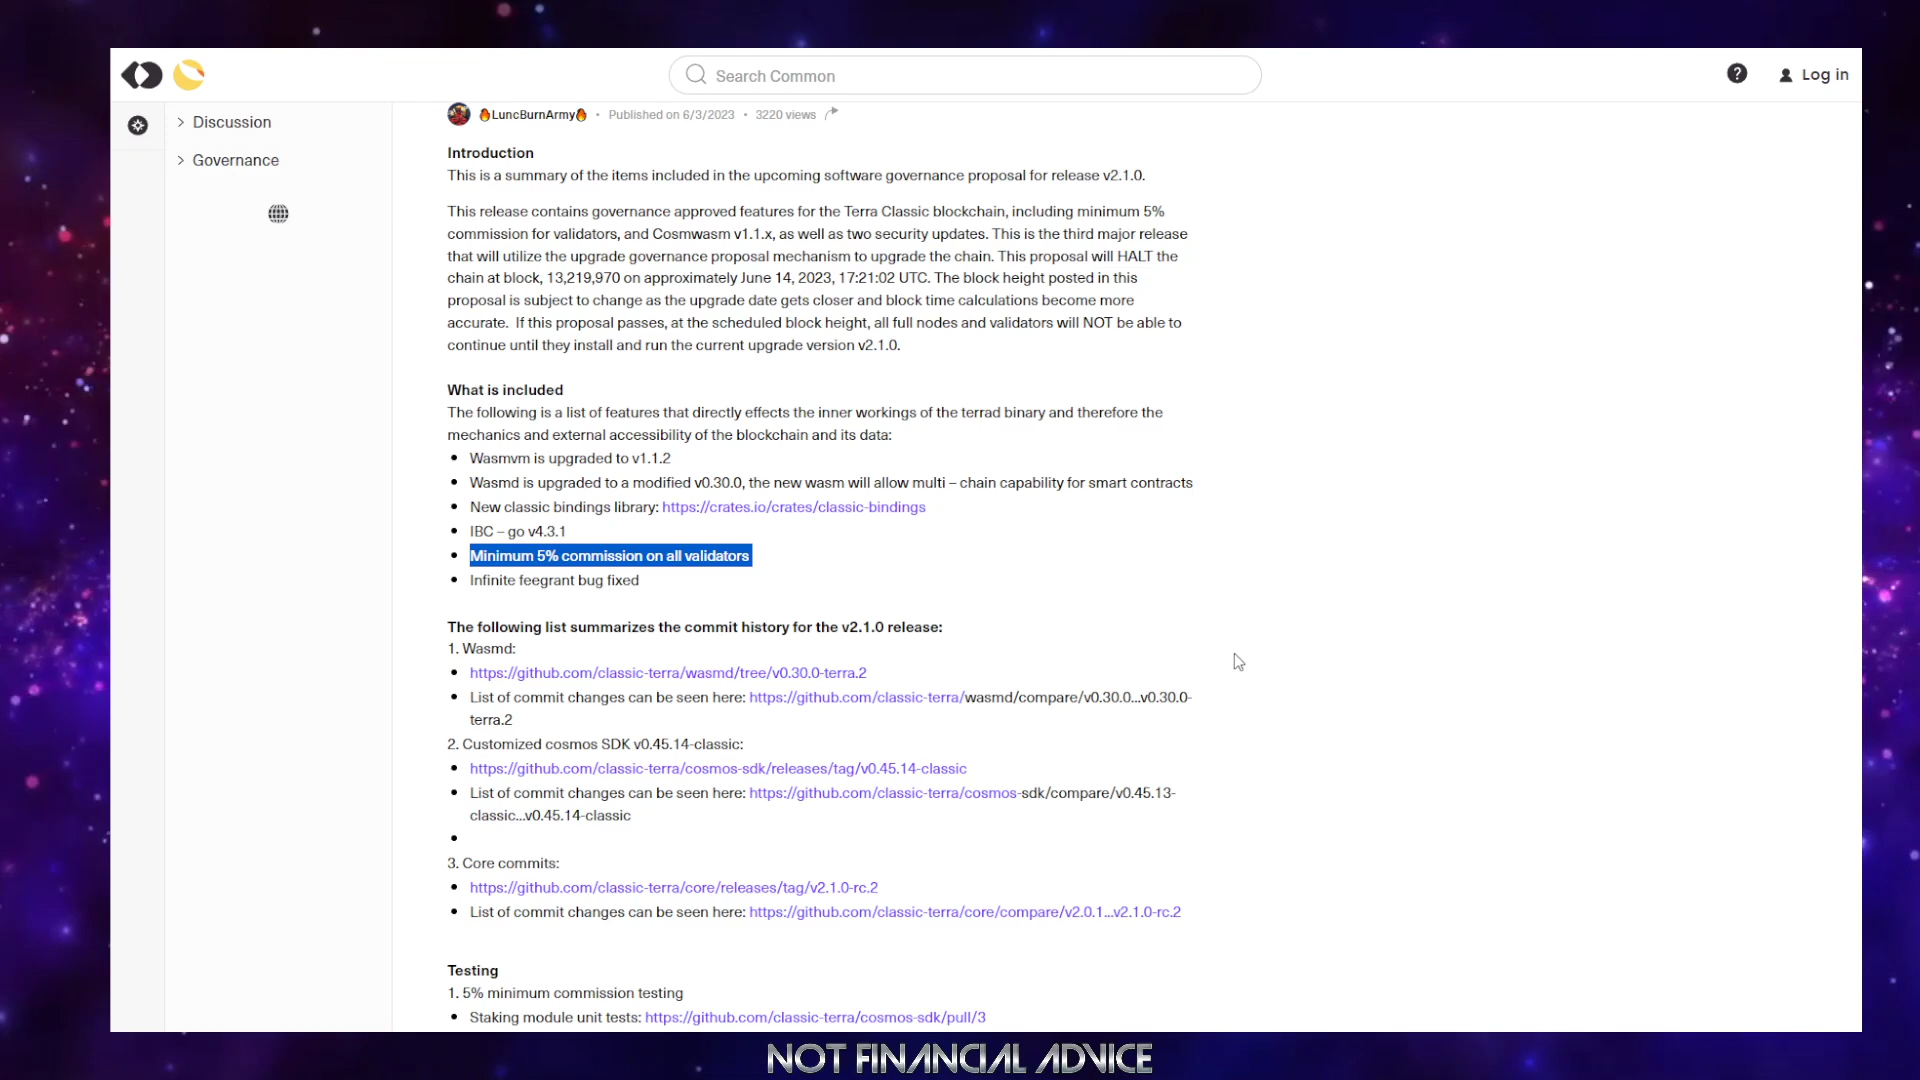 Search Common
Log in
Discussion
Governance
🔥LuncBurnArmy🔥 • Published on 6/3/2023 • 3220 views
Introduction
This is a summary of the items included in the upcoming software governance proposal for release v2.1.0.
This release contains governance approved features for the Terra Classic blockchain, including minimum 5%
commission for validators, and Cosmwasm v1.1.x, as well as two security updates. This is the third major release
that will utilize the upgrade governance proposal mechanism to upgrade the chain. This proposal will HALT the
chain at block, 13,219,970 on approximately June 14, 2023, 17:21:02 UTC. The block height posted in this
proposal is subject to change as the upgrade date gets closer and block time calculations become more
accurate. If this proposal passes, at the scheduled block height, all full nodes and validators will NOT be able to
continue until they install and run the current upgrade version v2.1.0.
What is included
The following is a list of features that directly effects the inner workings of the terrad binary and therefore the
mechanics and external accessibility of the blockchain and its data:
• Wasmvm is upgraded to v1.1.2
• Wasmd is upgraded to a modified v0.30.0, the new wasm will allow multi – chain capability for smart contracts
• New classic bindings library: https://crates.io/crates/classic-bindings
• IBC – go v4.3.1
• Minimum 5% commission on all validators
• Infinite feegrant bug fixed
The following list summarizes the commit history for the v2.1.0 release:
1. Wasmd:
• https://github.com/classic-terra/wasmd/tree/v0.30.0-terra.2
• List of commit changes can be seen here: https://github.com/classic-terra/wasmd/compare/v0.30.0...v0.30.0-
terra.2
2. Customized cosmos SDK v0.45.14-classic:
• https://github.com/classic-terra/cosmos-sdk/releases/tag/v0.45.14-classic
• List of commit changes can be seen here: https://github.com/classic-terra/cosmos-sdk/compare/v0.45.13-
classic...v0.45.14-classic
•
3. Core commits:
• https://github.com/classic-terra/core/releases/tag/v2.1.0-rc.2
• List of commit changes can be seen here: https://github.com/classic-terra/core/compare/v2.0.1...v2.1.0-rc.2
Testing
1. 5% minimum commission testing
• Staking module unit tests: https://github.com/classic-terra/cosmos-sdk/pull/3
NOT FINANCIAL ADVICE